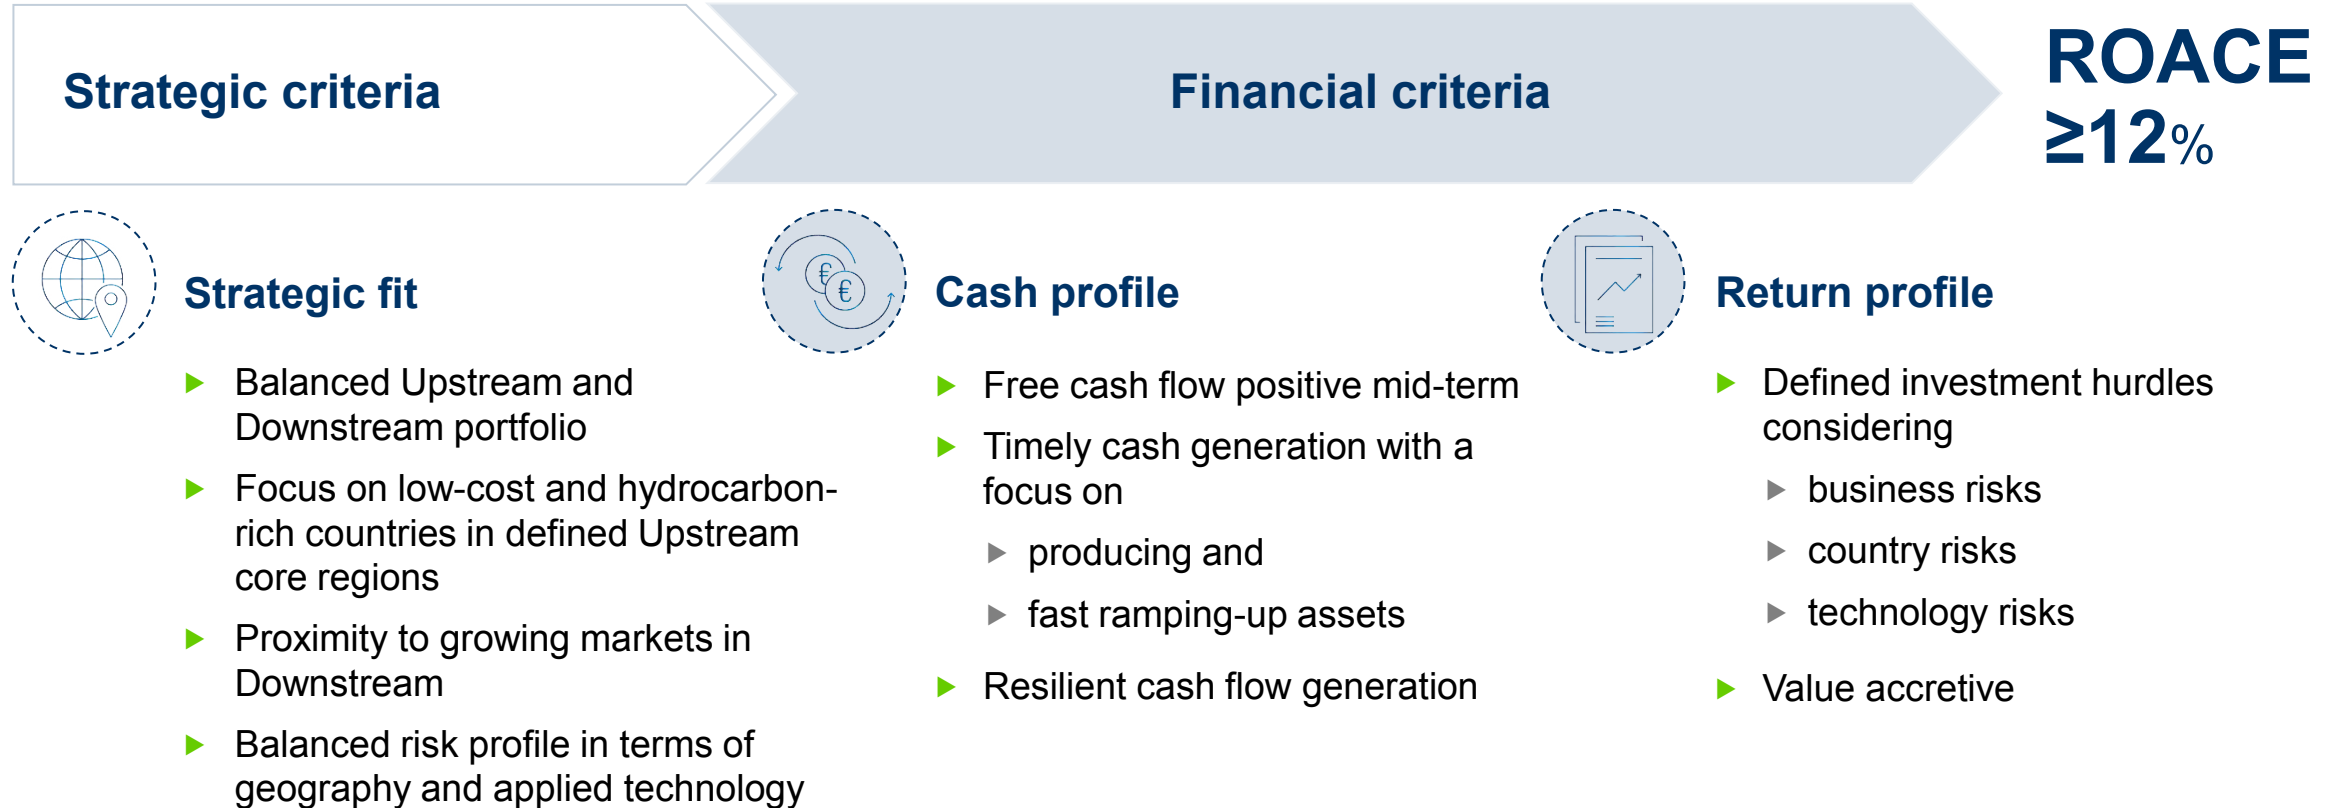 Strategic criteria
Financial criteria
ROACE
≥12%
Strategic fit
Balanced Upstream and
Downstream portfolio
Focus on low-cost and hydrocarbon-
rich countries in defined Upstream
core regions
Proximity to growing markets in
Downstream
Balanced risk profile in terms of
geography and applied technology
Cash profile
Free cash flow positive mid-term
Timely cash generation with a
focus on
producing and
fast ramping-up assets
Resilient cash flow generation
Return profile
Defined investment hurdles
considering
business risks
country risks
technology risks
Value accretive